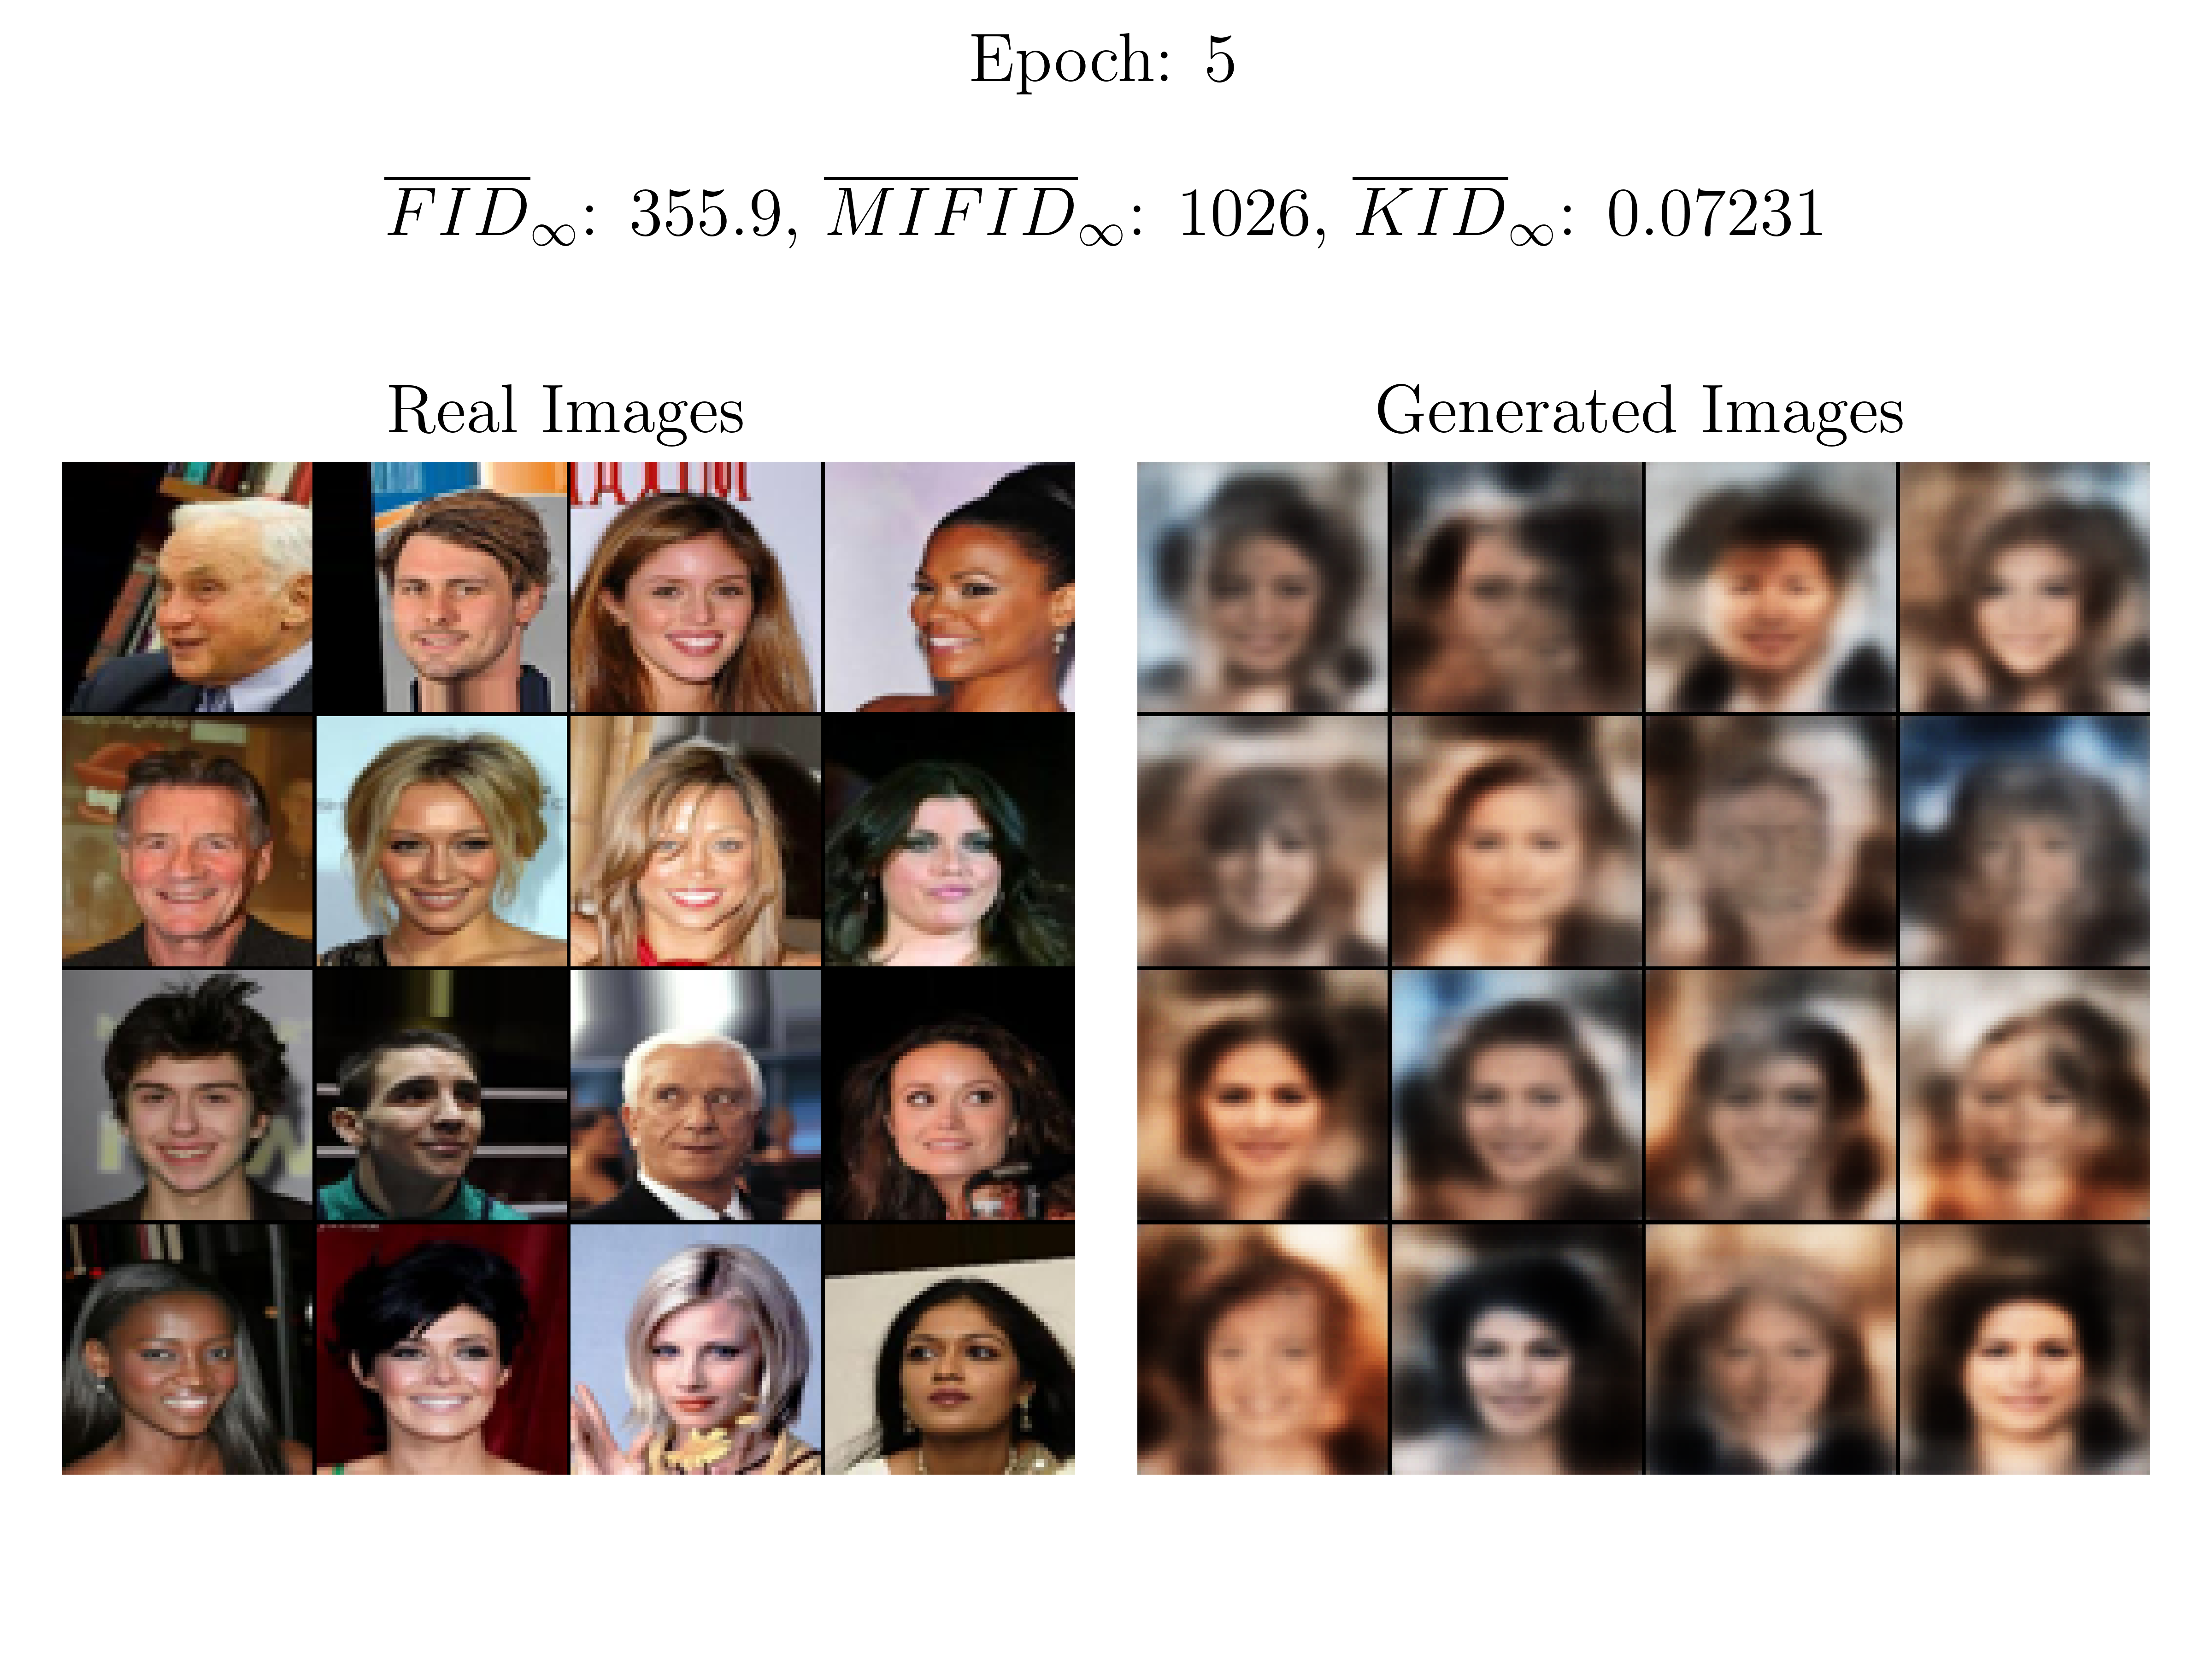 Epoch: 5
FID∞: 355.9, MIFID∞: 1026, KID∞: 0.07231
Real Images
Generated Images